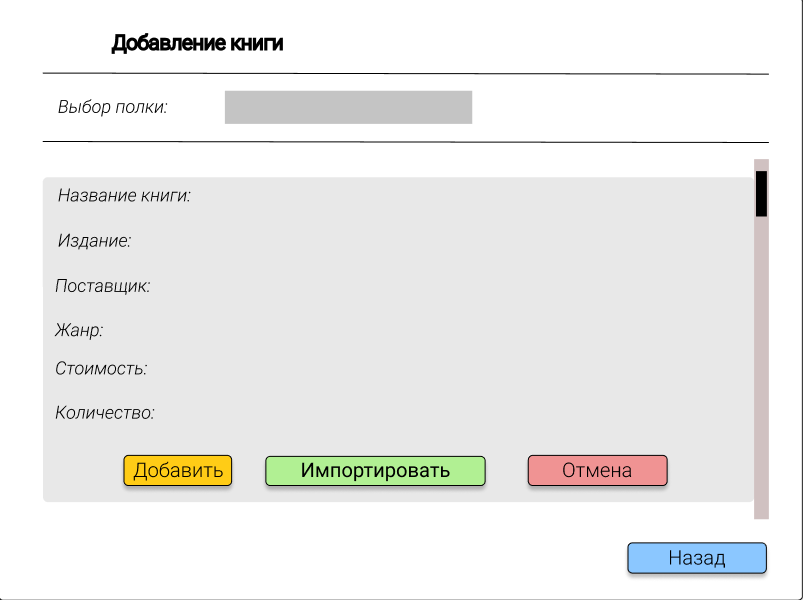 Добавление книги
Выбор полки:
Название книги:
Издание:
Поставщик:
Жанр:
Стоимость:
Количество:
Добавить Импортировать Отмена
Назад